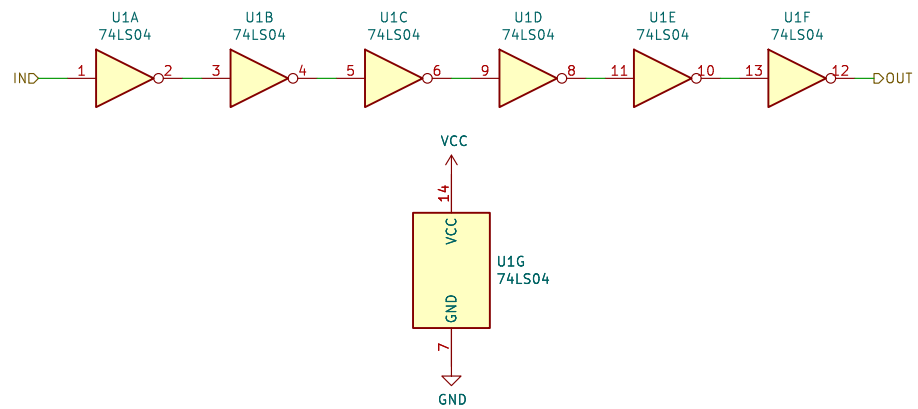 U1A U1B U1C U1D U1E U1F
74LS04 74LS04 74LS04 74LS04 74LS04 74LS04
IN 1 2 3 4 5 6 9 8 11 10 13 12 OUT
VCC
14
VCC
U1G
74LS04
GND
7
GND